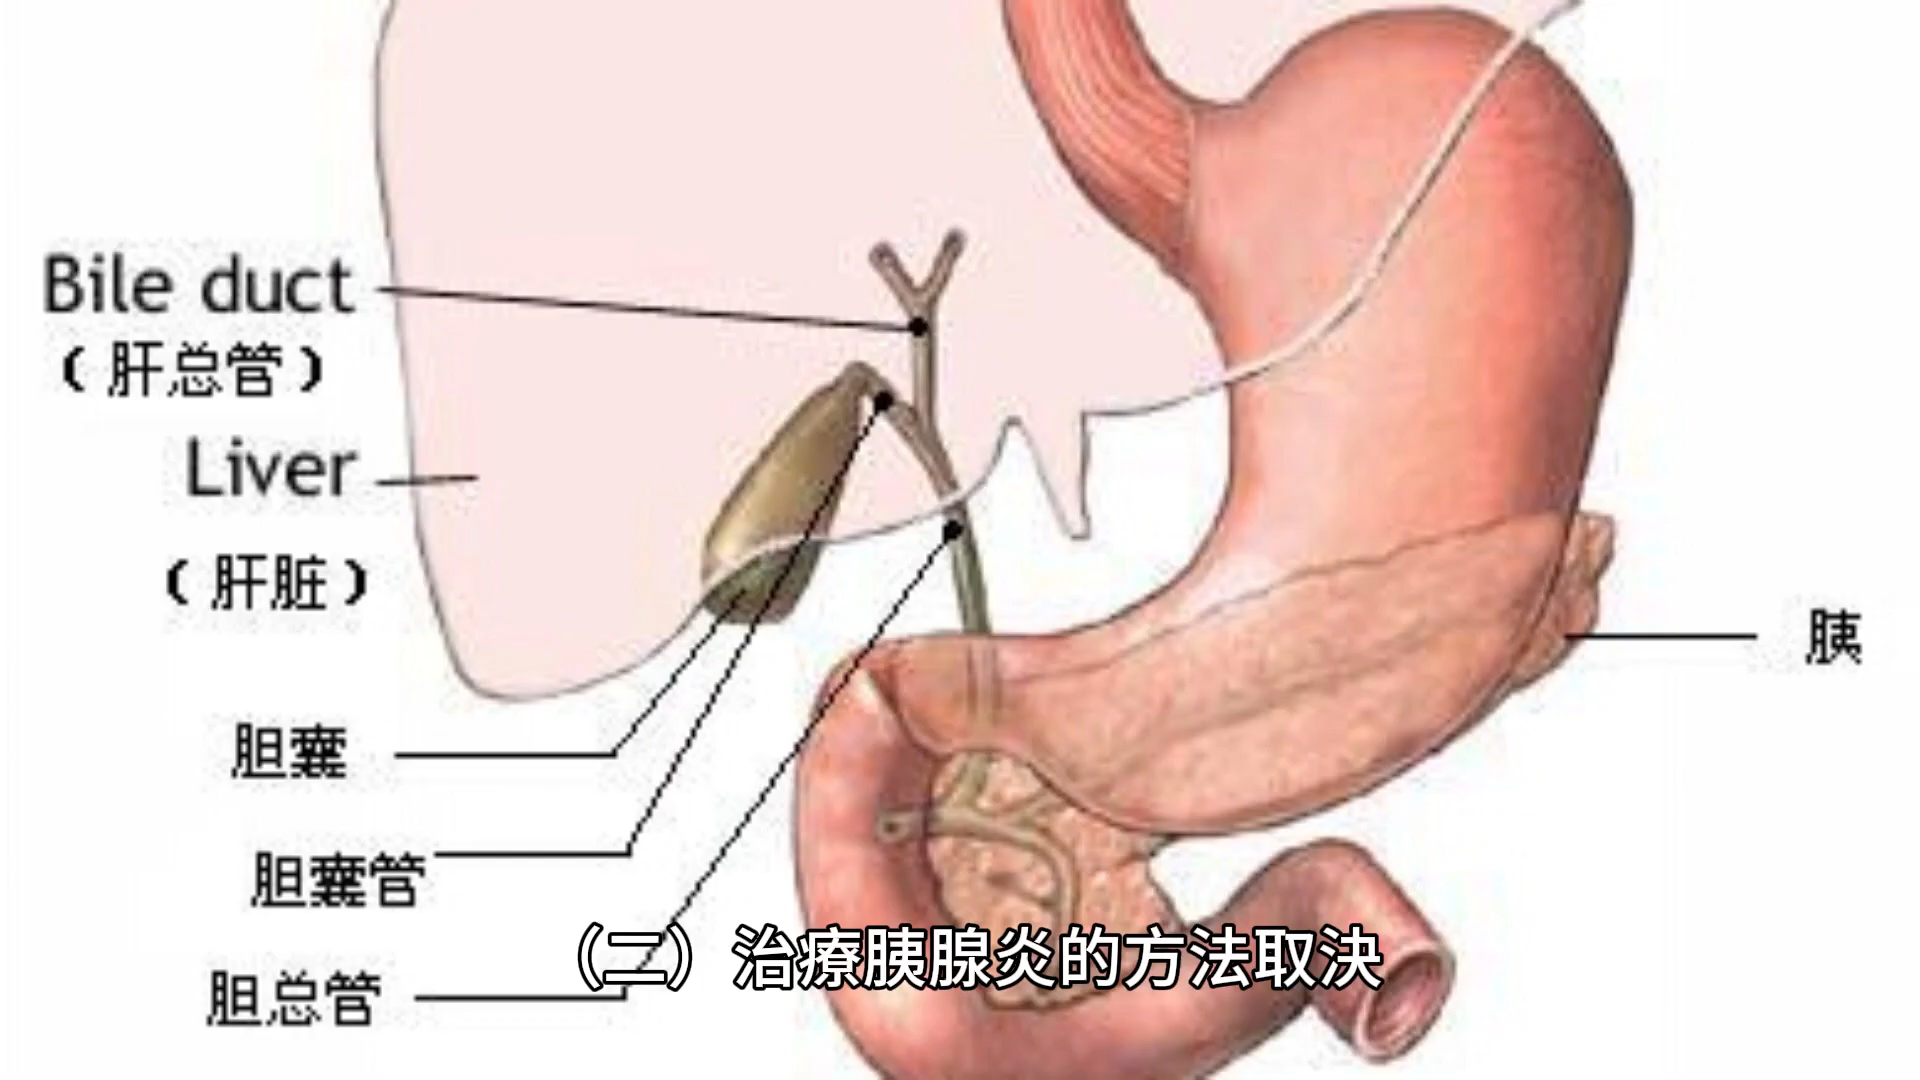 Bile duct
（肝总管）
Liver
（肝脏）
胰
胆囊
胆囊管
胆总管
（二）治療胰腺炎的方法取決